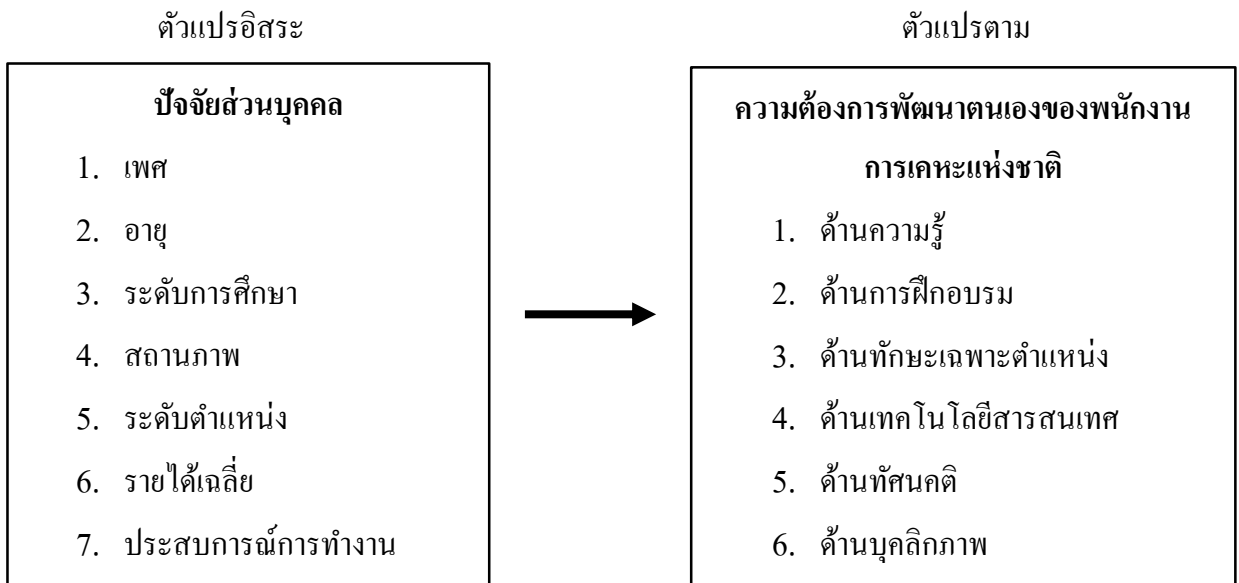 ตัวแปรอิสระ
ปัจจัยส่วนบุคคล
1. เพศ
2. อายุ
3. ระดับการศึกษา
4. สถานภาพ
5. ระดับตำแหน่ง
6. รายได้เฉลี่ย
7. ประสบการณ์การทำงาน
ตัวแปรตาม
ความต้องการพัฒนาตนเองของพนักงาน
การเคหะแห่งชาติ
1. ด้านความรู้
2. ด้านการฝึกอบรม
3. ด้านทักษะเฉพาะตำแหน่ง
4. ด้านเทคโนโลยีสารสนเทศ
5. ด้านทัศนคติ
6. ด้านบุคลิกภาพ